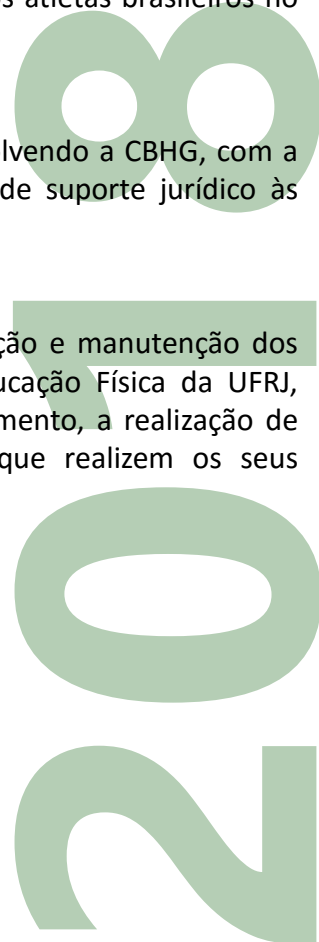 os atletas brasileiros no
lvendo a CBHG, com a
de suporte jurídico às
ção e manutenção dos
ucação Física da UFRJ,
mento, a realização de
que realizem os seus
2018